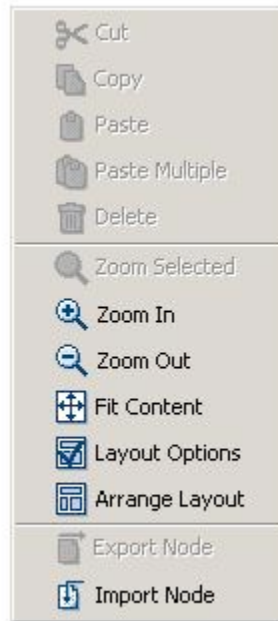 Cut
Copy
Paste
Paste Multiple
Delete
Zoom Selected
Zoom In
Zoom Out
Fit Content
Layout Options
Arrange Layout
Export Node
Import Node